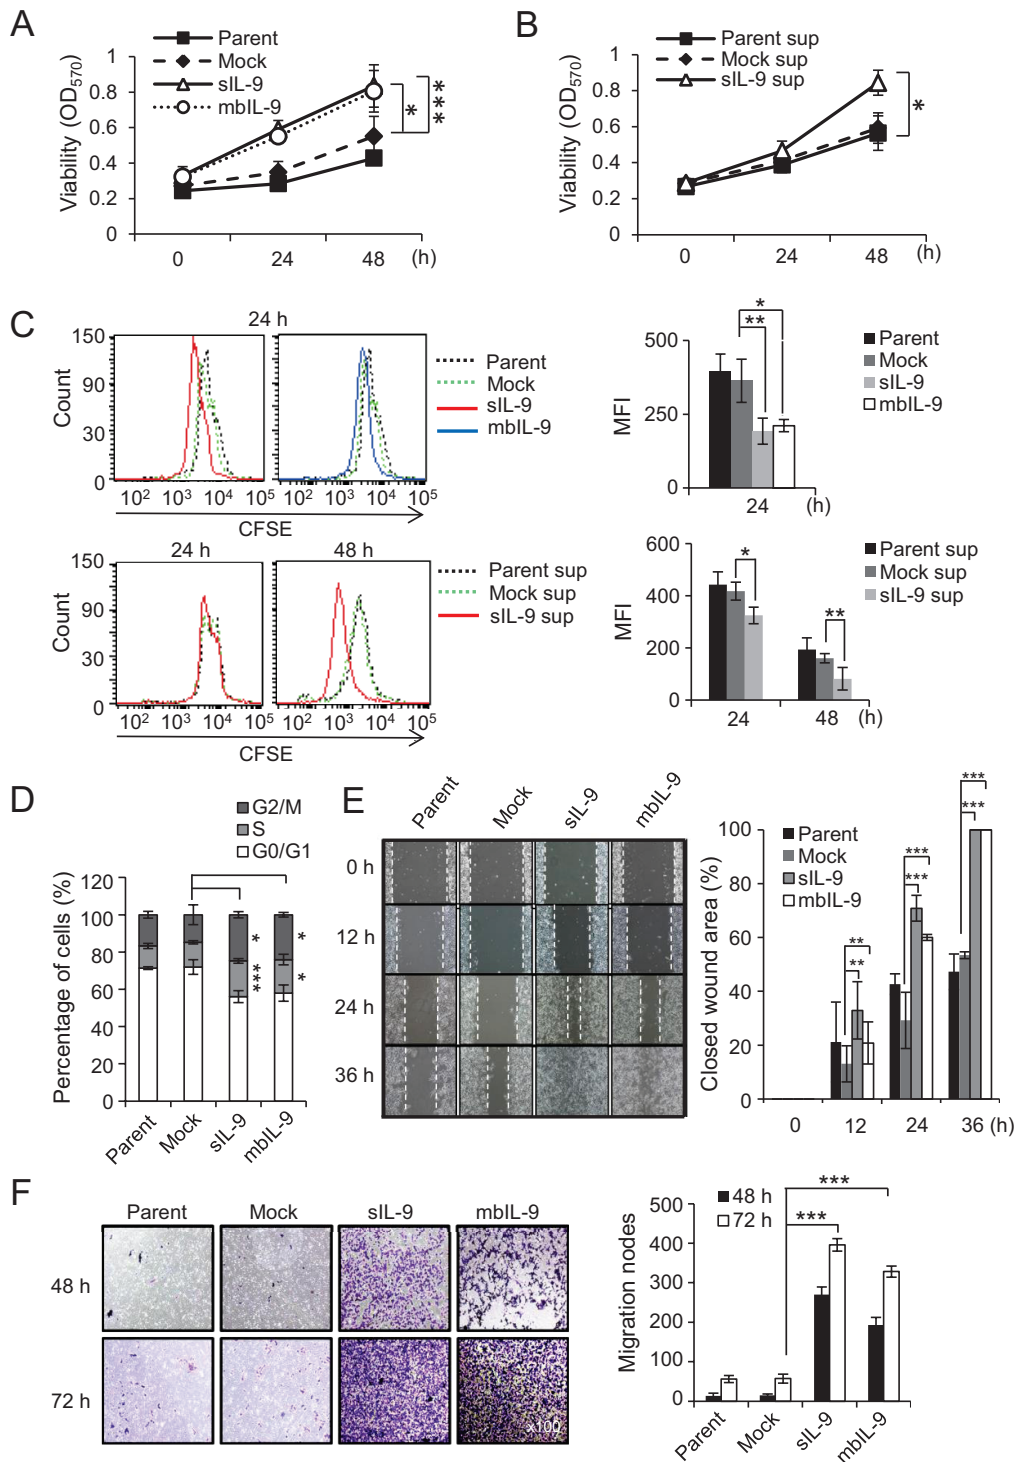 A
Parent
Mock
sIL-9
mbIL-9
Viability (OD570)
1
0.8
0.6
0.4
0.2
0
*
***
0 24 48 (h)
B
Parent sup
Mock sup
sIL-9 sup
Viability (OD570)
1
0.8
0.6
0.4
0.2
0
*
0 24 48 (h)
C
24 h
Count
150
90
30
0
10² 10³ 10⁴ 10⁵
10² 10³ 10⁴ 10⁵
CFSE
Parent
Mock
sIL-9
mbIL-9
MFI
500
250
0
*
**
24 (h)
Parent
Mock
sIL-9
mbIL-9
24 h 48 h
Count
150
90
30
0
10² 10³ 10⁴ 10⁵
10² 10³ 10⁴ 10⁵
CFSE
Parent sup
Mock sup
sIL-9 sup
MFI
600
400
200
0
*
**
24 48 (h)
Parent sup
Mock sup
sIL-9 sup
D
G2/M
S
G0/G1
Percentage of cells (%)
120
100
80
60
40
20
0
*
***
*
*
Parent Mock sIL-9 mbIL-9
E
Parent Mock sIL-9 mbIL-9
0 h
12 h
24 h
36 h
Closed wound area (%)
100
80
60
40
20
0
Parent
Mock
sIL-9
mbIL-9
**
**
***
***
***
***
0 12 24 36 (h)
F
Parent Mock sIL-9 mbIL-9
48 h
72 h
X100
Migration nodes
500
400
300
200
100
0
48 h
72 h
***
***
Parent Mock sIL-9 mbIL-9